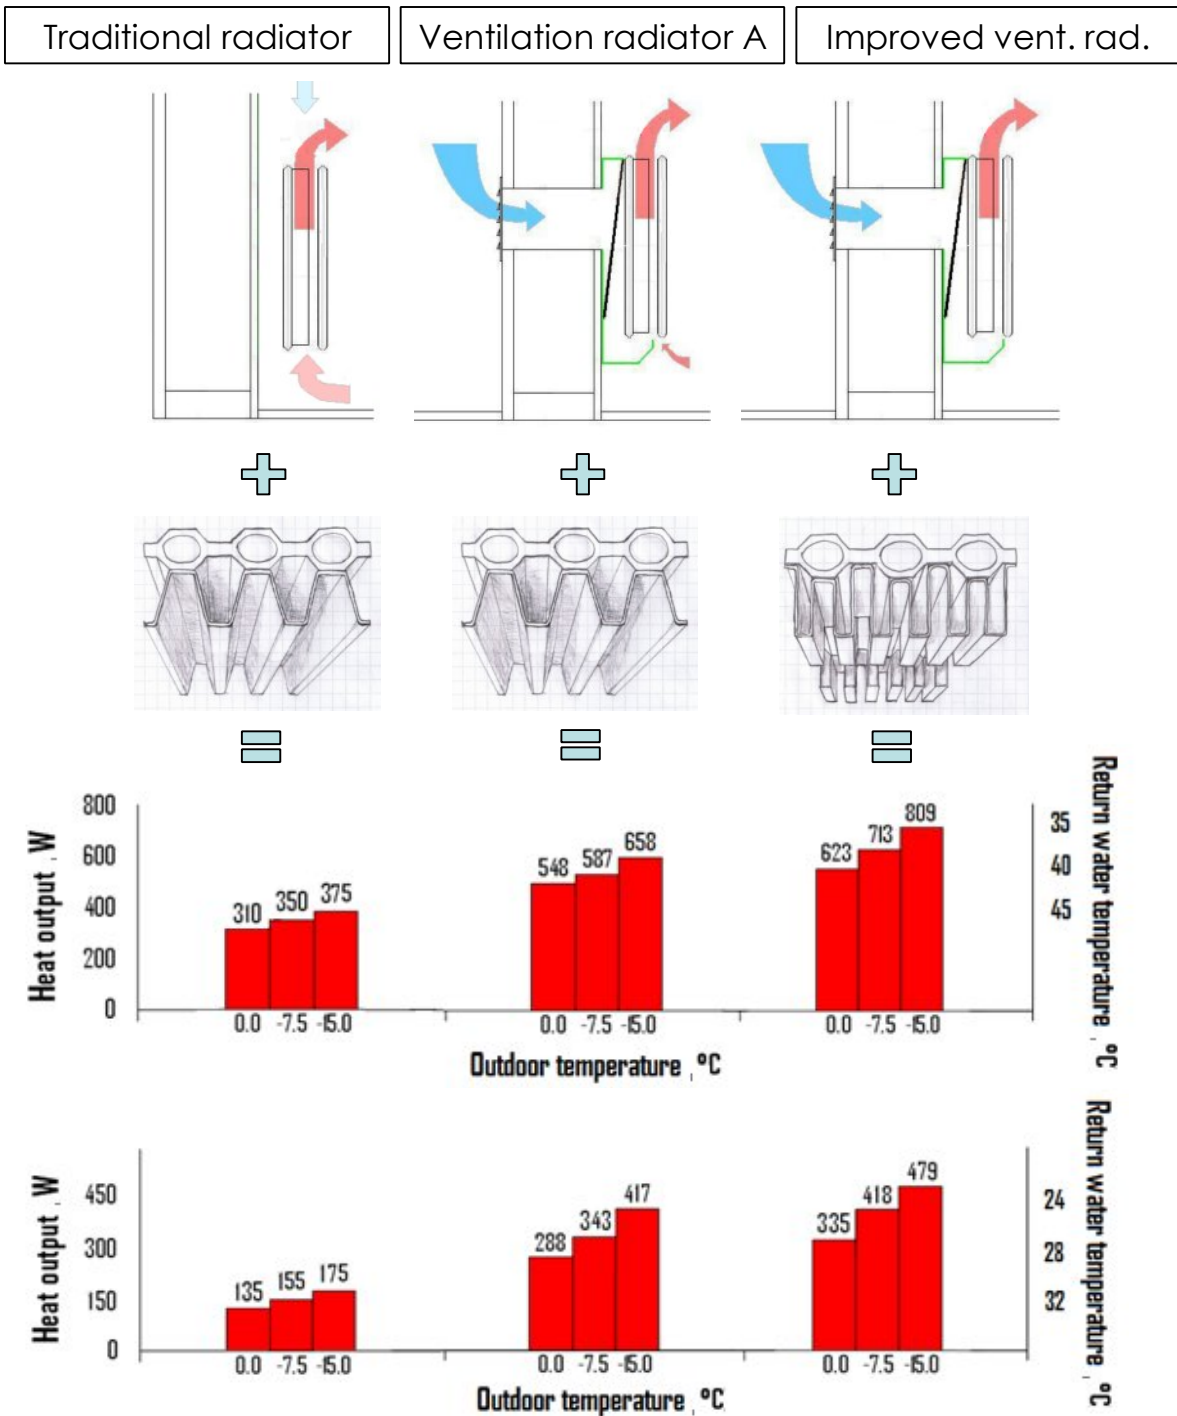 Traditional radiator
Ventilation radiator A
Improved vent. rad.
800
600
400
200
0
Heat output , W
310 350 375
548 587 658
623 713 809
0.0 -7.5 -15.0
0.0 -7.5 -15.0
0.0 -7.5 -15.0
Outdoor temperature , °C
35
40
45
Return water temperature , °C
450
300
150
0
Heat output , W
135 155 175
288 343 417
335 418 479
0.0 -7.5 -15.0
0.0 -7.5 -15.0
0.0 -7.5 -15.0
Outdoor temperature , °C
24
28
32
Return water temperature , °C